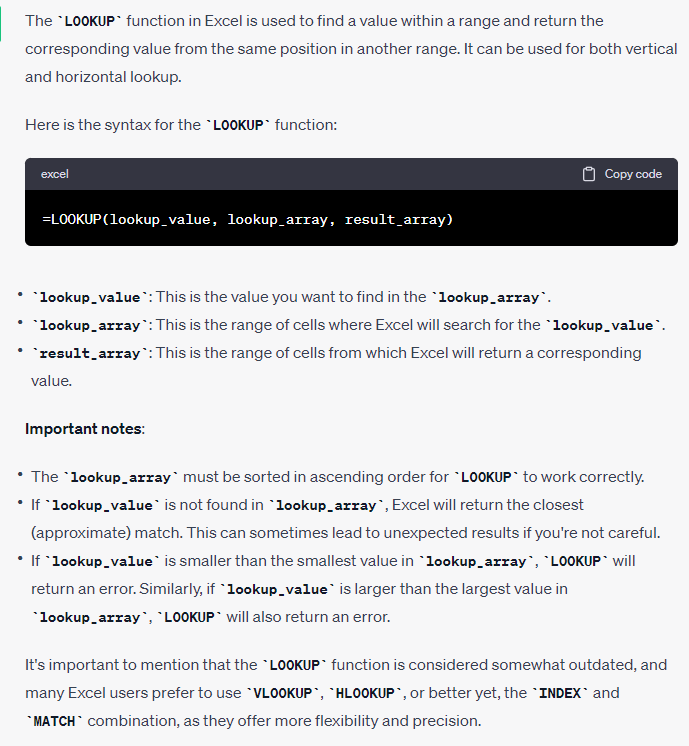 The `LOOKUP` function in Excel is used to find a value within a range and return the
corresponding value from the same position in another range. It can be used for both vertical
and horizontal lookup.
Here is the syntax for the `LOOKUP` function:
excel
Copy code
=LOOKUP(lookup_value, lookup_array, result_array)
• `lookup_value`: This is the value you want to find in the `lookup_array`.
• `lookup_array`: This is the range of cells where Excel will search for the `lookup_value`.
• `result_array`: This is the range of cells from which Excel will return a corresponding
value.
Important notes:
• The `lookup_array` must be sorted in ascending order for `LOOKUP` to work correctly.
• If `lookup_value` is not found in `lookup_array`, Excel will return the closest
(approximate) match. This can sometimes lead to unexpected results if you're not careful.
• If `lookup_value` is smaller than the smallest value in `lookup_array`, `LOOKUP` will
return an error. Similarly, if `lookup_value` is larger than the largest value in
`lookup_array`, `LOOKUP` will also return an error.
It's important to mention that the `LOOKUP` function is considered somewhat outdated, and
many Excel users prefer to use `VLOOKUP`, `HLOOKUP`, or better yet, the `INDEX` and
`MATCH` combination, as they offer more flexibility and precision.